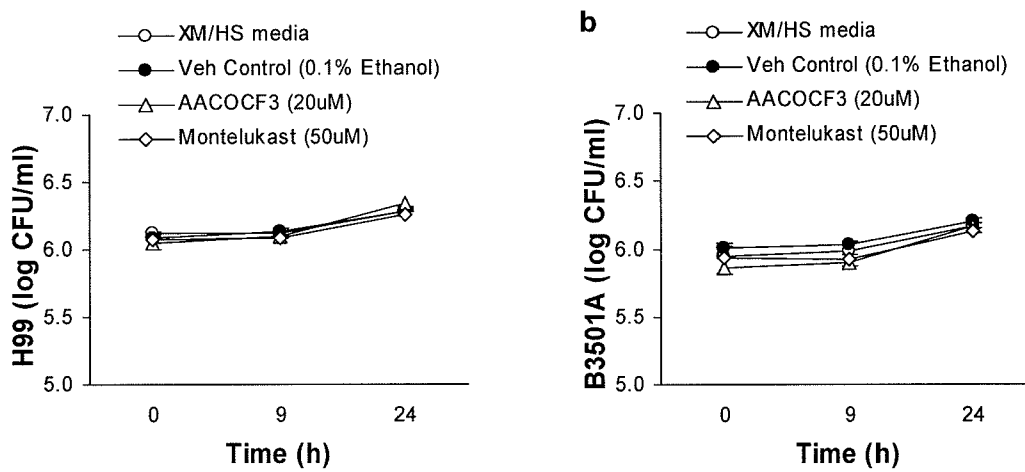 XM/HS media
Veh Control (0.1% Ethanol)
AACOCF3 (20uM)
Montelukast (50uM)
H99 (log CFU/ml)
7.0
6.5
6.0
5.5
5.0
0 9 24
Time (h)
b
XM/HS media
Veh Control (0.1% Ethanol)
AACOCF3 (20uM)
Montelukast (50uM)
B3501A (log CFU/ml)
7.0
6.5
6.0
5.5
5.0
0 9 24
Time (h)